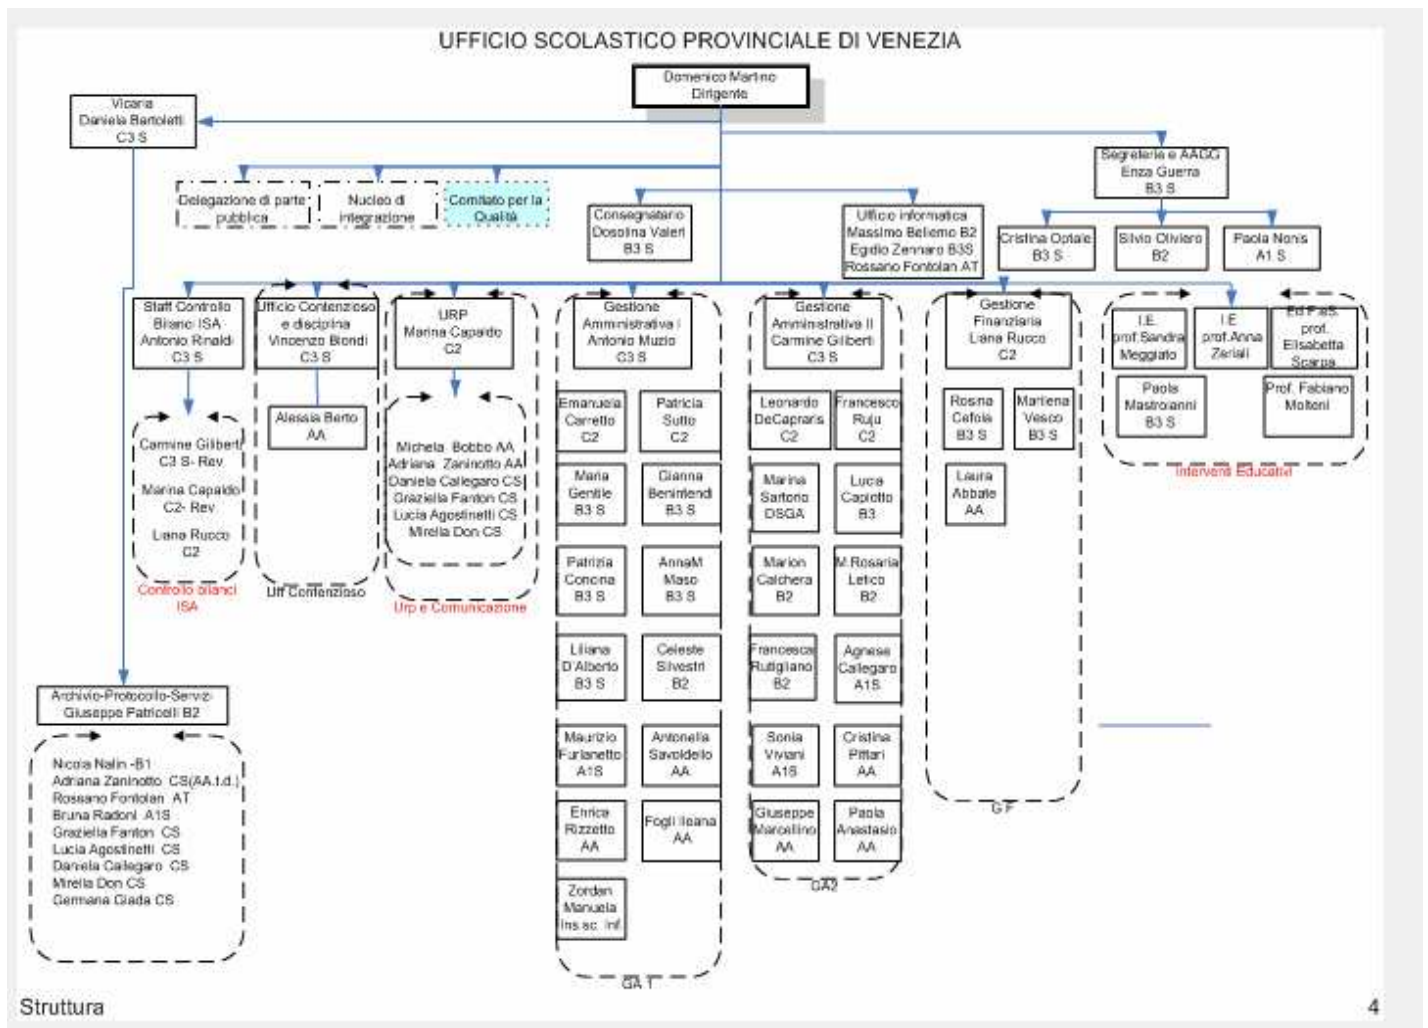 UFFICIO SCOLASTICO PROVINCIALE DI VENEZIA
Domenico Martino
Dirigente
Vicaria
Daniela Bartoletti
C3 S
Segreterie e AAGG
Enza Guerra
B3 S
Delegazione di parte
pubblica
Nucleo di
integrazione
Comitato per la
Qualità
Consegnatario
Dosolina Valeri
B3 S
Ufficio informatica
Massimo Bellemo B2
Egidio Zennaro B3S
Rossano Fontolan AT
Cristina Optale
B3 S
Silvio Oliviero
B2
Paola Nonis
A1 S
Staff Controllo
Bilanci ISA
Antonio Rinaldi
C3 S
Ufficio Contenzioso
e disciplina
Vincenzo Biondi
C3 S
URP
Marina Capaldo
C2
Gestione
Amministrativa I
Antonio Muzio
C3 S
Gestione
Amministrativa II
Carmine Giliberti
C3 S
Gestione
Finanziaria
Liana Rucco
C2
I.E.
prof.Sandra
Meggiato
I.E
prof.Anna
Zeriali
Ed.F.eS.
prof.
Elisabetta
Scarpa
Paola
Mastroianni
B3 S
Prof. Fabiano
Moltoni
Interventi Educativi
Carmine Giliberti
C3 S- Rev
Marina Capaldo
C2- Rev
Liana Rucco
C2
Controllo bilanci
ISA
Alessia Berto
AA
Uff Contenzioso
Michela Bobbo AA
Adriana Zaninotto AA
Daniela Callegaro CS
Graziella Fanton CS
Lucia Agostinetti CS
Mirella Don CS
Urp e Comunicazione
Emanuela
Carretto
C2
Patricia
Sutto
C2
Maria
Gentile
B3 S
Gianna
Benintendi
B3 S
Patrizia
Concina
B3 S
AnnaM
Maso
B3 S
Liliana
D'Alberto
B3 S
Celeste
Silvestri
B2
Maurizio
Furlanetto
A1S
Antonella
Savoldello
AA
Enrica
Rizzetto
AA
Fogli Ileana
AA
Zordan
Manuela
Ins.sc. inf.
GA 1
Leonardo
DeCapraris
C2
Francesco
Ruju
C2
Marina
Sartorio
DSGA
Lucia
Capiotto
B3
Marion
Calchera
B2
M.Rosaria
Letico
B2
Francesca
Rutigliano
B2
Agnese
Callegaro
A1S
Sonia
Viviani
A1S
Cristina
Pittari
AA
Giuseppe
Marcellino
AA
Paola
Anastasio
AA
GA2
Rosina
Cefola
B3 S
Marilena
Vesco
B3 S
Laura
Abbate
AA
G F
Archivio-Protocollo-Servizi
Giuseppe Patricelli B2
Nicola Nalin -B1
Adriana Zaninotto CS(AA.t.d.)
Rossano Fontolan AT
Bruna Radoni A1S
Graziella Fanton CS
Lucia Agostinetti CS
Daniela Callegaro CS
Mirella Don CS
Germana Giada CS
Struttura
4